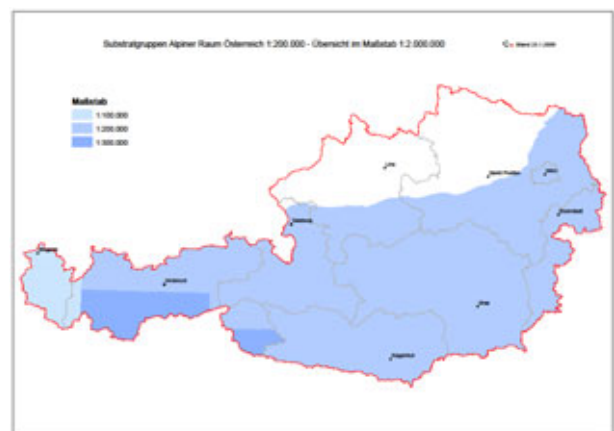 Substratgruppen Alpiner Raum Österreich 1:200.000 - Übersicht im Maßstab 1:2.000.000
Maßstab
1:100.000
1:200.000
1:300.000
Linz
Sankt Pölten
Wien
Eisenstadt
Salzburg
Bregenz
Innsbruck
Graz
Klagenfurt